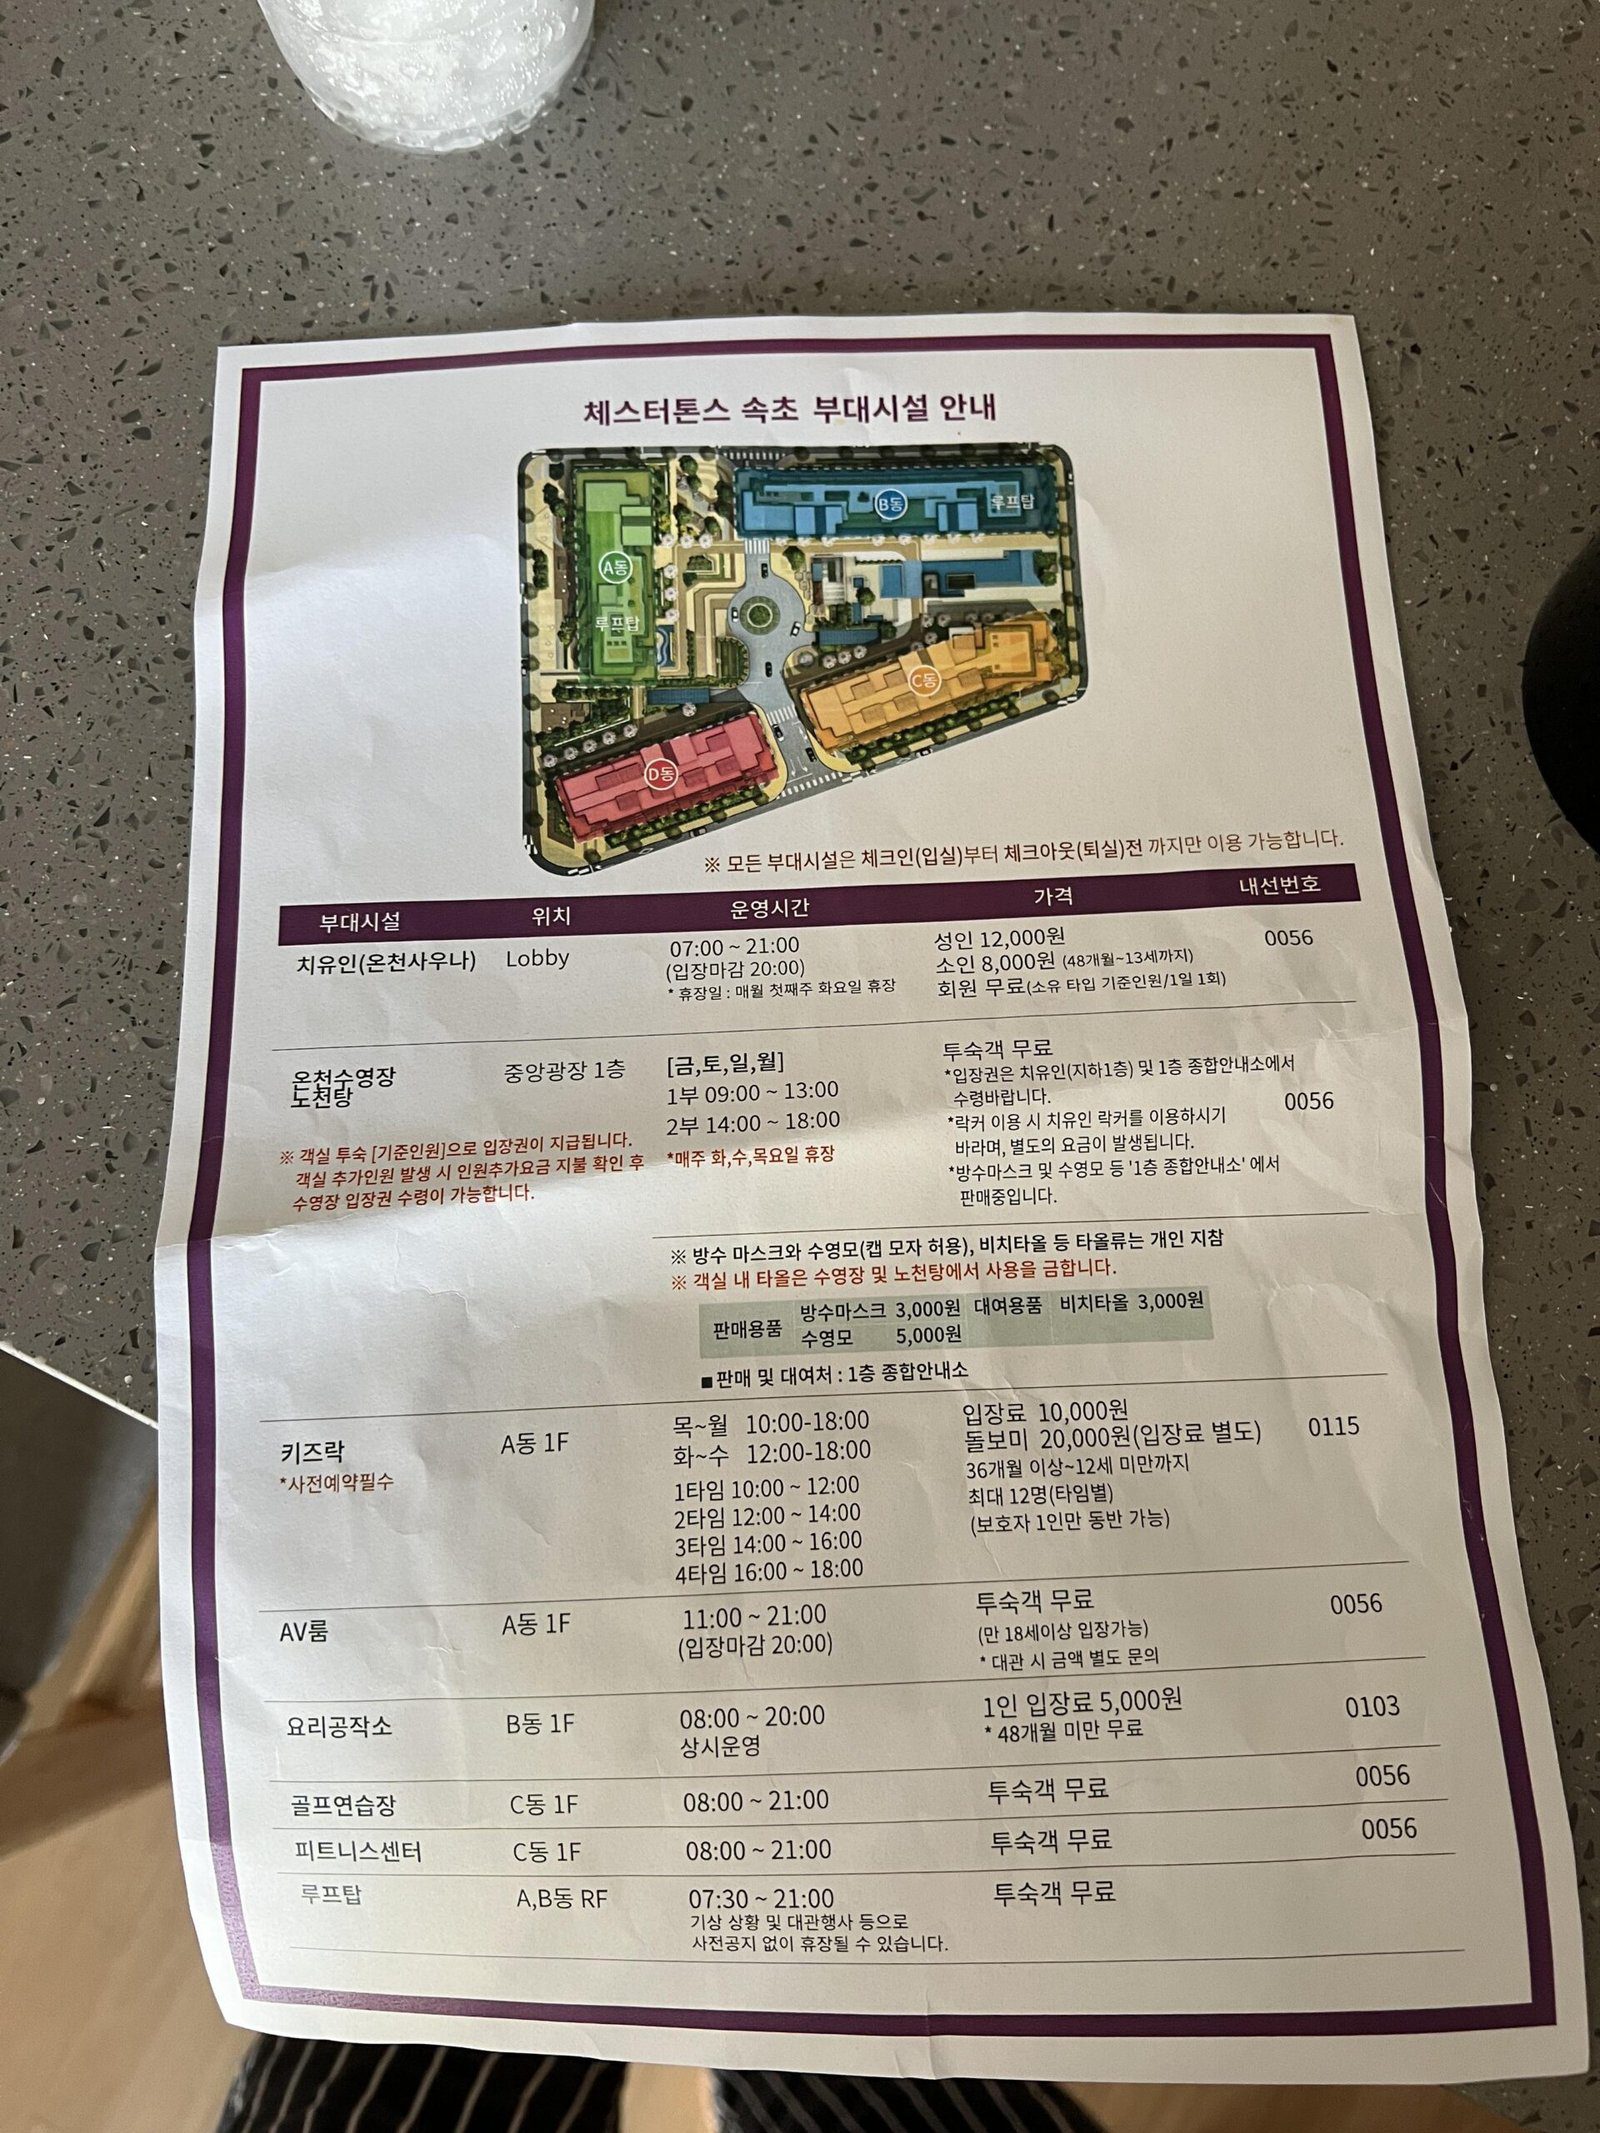 체스터톤스 속초 부대시설 안내
A동
루프탑
B동
루프탑
C동
D동
※ 모든 부대시설은 체크인(입실)부터 체크아웃(퇴실)전 까지만 이용 가능합니다.
부대시설 위치 운영시간 가격 내선번호
치유인(온천사우나) Lobby 07:00 ~ 21:00 성인 12,000원 0056
(입장마감 20:00) 소인 8,000원 (48개월~13세까지)
* 휴장일 : 매월 첫째주 화요일 휴장 회원 무료(소유 타입 기준인원/1일 1회)
온천수영장 중앙광장 1층 [금,토,일,월] 투숙객 무료
노천탕 1부 09:00 ~ 13:00 *입장권은 치유인(지하1층) 및 1층 종합안내소에서
수령바랍니다. 0056
2부 14:00 ~ 18:00 *락커 이용 시 치유인 락커를 이용하시기
※ 객실 투숙 [기준인원]으로 입장권이 지급됩니다. *매주 화,수,목요일 휴장 바라며, 별도의 요금이 발생됩니다.
객실 추가인원 발생 시 인원추가요금 지불 확인 후 *방수마스크 및 수영모 등 '1층 종합안내소' 에서
수영장 입장권 수령이 가능합니다. 판매중입니다.
※ 방수 마스크와 수영모(캡 모자 허용), 비치타올 등 타올류는 개인 지참
※ 객실 내 타올은 수영장 및 노천탕에서 사용을 금합니다.
판매용품 방수마스크 3,000원 대여용품 비치타올 3,000원
수영모 5,000원
■판매 및 대여처 : 1층 종합안내소
키즈락 A동 1F 목~월 10:00-18:00 입장료 10,000원 0115
*사전예약필수 화~수 12:00-18:00 돌보미 20,000원(입장료 별도)
1타임 10:00 ~ 12:00 36개월 이상~12세 미만까지
2타임 12:00 ~ 14:00 최대 12명(타임별)
3타임 14:00 ~ 16:00 (보호자 1인만 동반 가능)
4타임 16:00 ~ 18:00
AV룸 A동 1F 11:00 ~ 21:00 투숙객 무료 0056
(입장마감 20:00) (만 18세이상 입장가능)
* 대관 시 금액 별도 문의
요리공작소 B동 1F 08:00 ~ 20:00 1인 입장료 5,000원 0103
상시운영 * 48개월 미만 무료
골프연습장 C동 1F 08:00 ~ 21:00 투숙객 무료 0056
피트니스센터 C동 1F 08:00 ~ 21:00 투숙객 무료 0056
루프탑 A,B동 RF 07:30 ~ 21:00 투숙객 무료
기상 상황 및 대관행사 등으로
사전공지 없이 휴장될 수 있습니다.